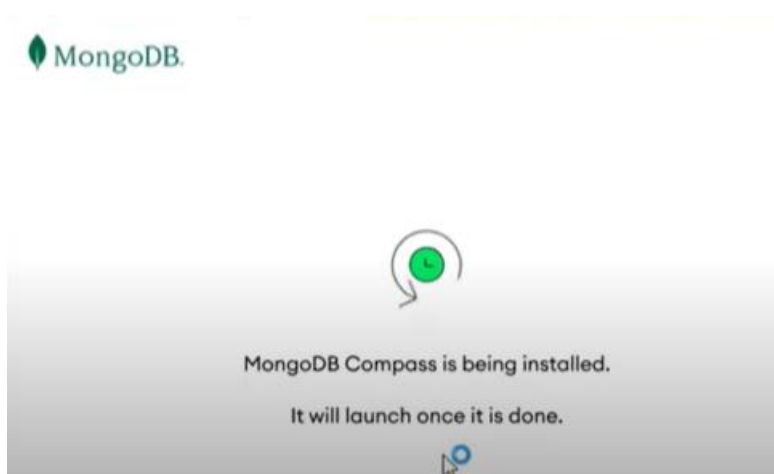 MongoDB.
MongoDB Compass is being installed.
It will launch once it is done.